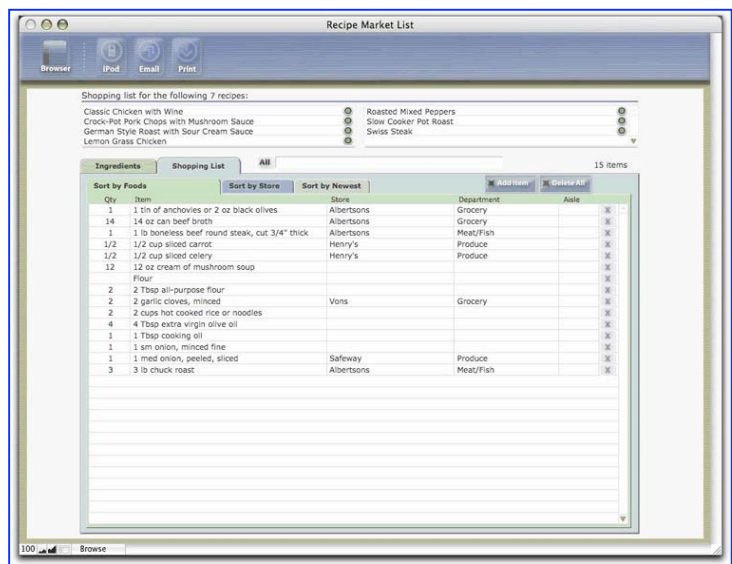 Recipe Market List
Browser iPod Email Print
Shopping list for the following 7 recipes:
Classic Chicken with Wine Roasted Mixed Peppers
Crock-Pot Pork Chops with Mushroom Sauce Slow Cooker Pot Roast
German Style Roast with Sour Cream Sauce Swiss Steak
Lemon Grass Chicken
Ingredients Shopping List All 15 items
Sort by Foods Sort by Store Sort by Newest Add Item Delete All
Qty Item Store Department Aisle
1 1 tin of anchovies or 2 oz black olives Albertsons Grocery X
14 14 oz can beef broth Albertsons Grocery X
1 1 lb boneless beef round steak, cut 3/4" thick Albertsons Meat/Fish X
1/2 1/2 cup sliced carrot Henry's Produce X
1/2 1/2 cup sliced celery Henry's Produce X
12 12 oz cream of mushroom soup X
Flour X
2 2 Tbsp all-purpose flour X
2 2 garlic cloves, minced Vons Grocery X
2 2 cups hot cooked rice or noodles X
4 4 Tbsp extra virgin olive oil X
1 1 Tbsp cooking oil X
1 1 sm onion, minced fine X
1 1 med onion, peeled, sliced Safeway Produce X
3 3 lb chuck roast Albertsons Meat/Fish X
100 Browse